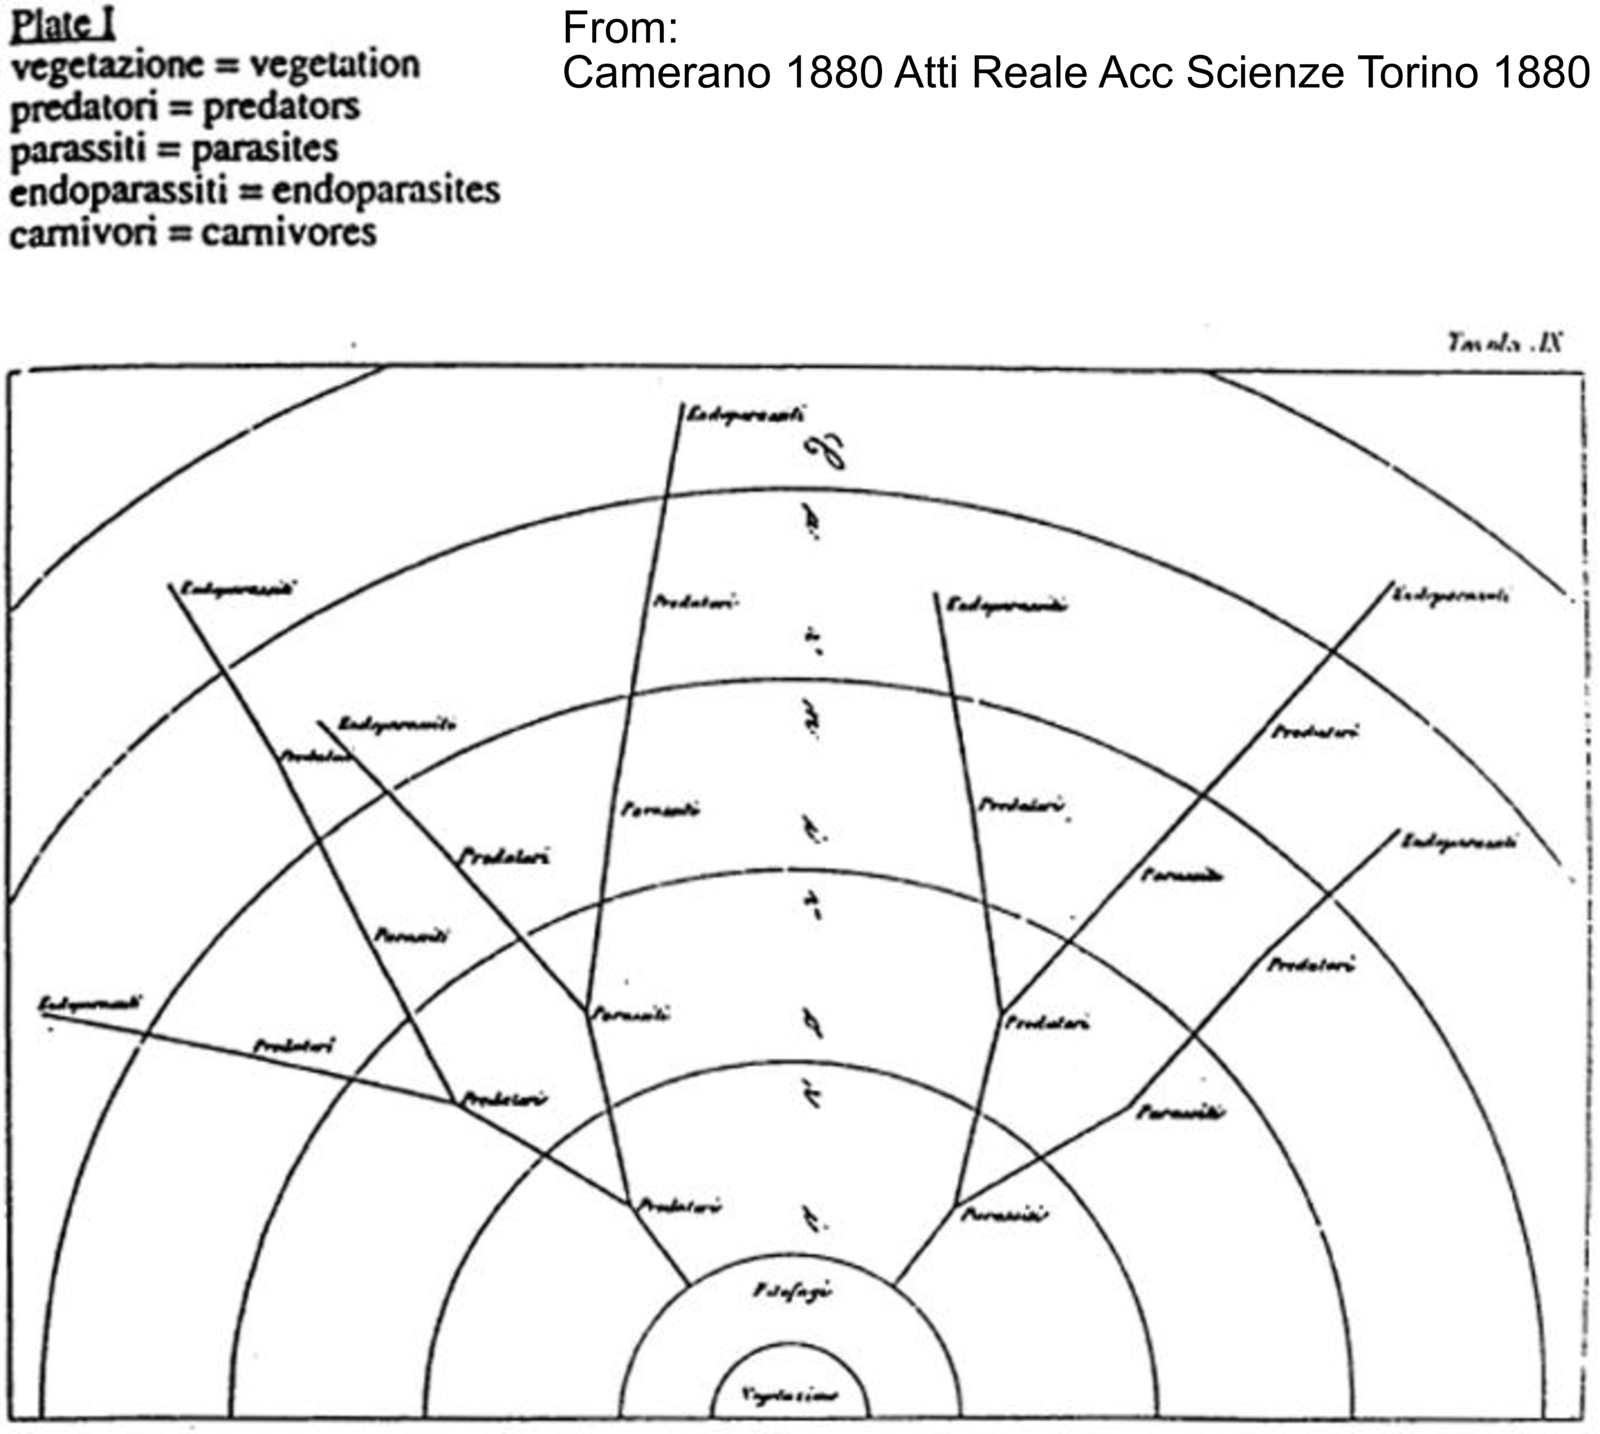 Plate I
vegetazione = vegetation
predatori = predators
parassiti = parasites
endoparassiti = endoparasites
carnivori = carnivores
From:
Camerano 1880 Atti Reale Acc Scienze Torino 1880
Tavola .IX
Endoparassiti
Endoparassiti
Predatori
Endoparassiti
Endoparassiti
Endoparassiti
Predatori
Predatori
Parassiti
Predatori
Endoparassiti
Predatori
Parassiti
Parassiti
Predatori
Endoparassiti
Parassiti
Predatori
Predatori
Predatori
Parassiti
Predatori
Parassiti
Fitofagi
Vegetazione